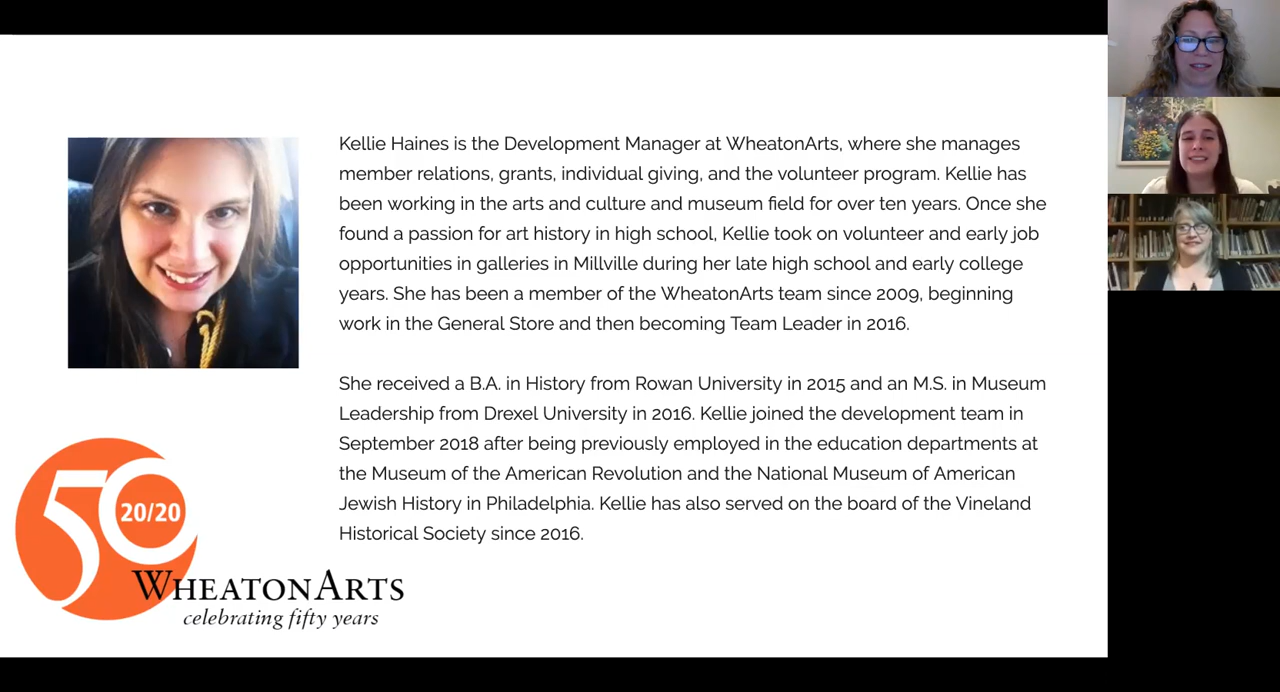 Kellie Haines is the Development Manager at WheatonArts, where she manages
member relations, grants, individual giving, and the volunteer program. Kellie has
been working in the arts and culture and museum field for over ten years. Once she
found a passion for art history in high school, Kellie took on volunteer and early job
opportunities in galleries in Millville during her late high school and early college
years. She has been a member of the WheatonArts team since 2009, beginning
work in the General Store and then becoming Team Leader in 2016.
She received a B.A. in History from Rowan University in 2015 and an M.S. in Museum
Leadership from Drexel University in 2016. Kellie joined the development team in
September 2018 after being previously employed in the education departments at
the Museum of the American Revolution and the National Museum of American
Jewish History in Philadelphia. Kellie has also served on the board of the Vineland
Historical Society since 2016.
50
20/20
WHEATONARTS
celebrating fifty years